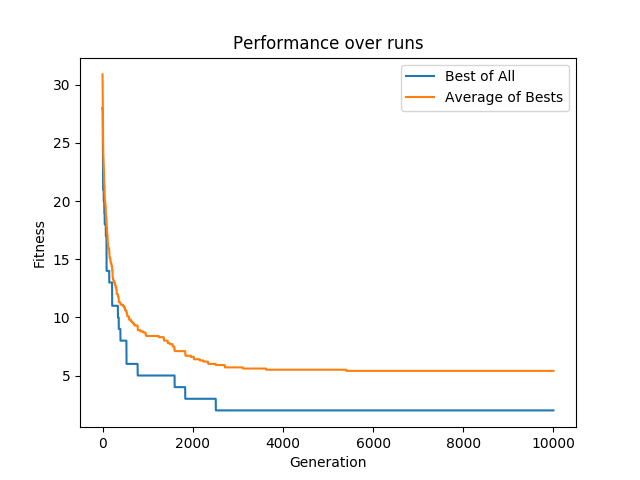 Performance over runs
Best of All
Average of Bests
30
25
20
15
10
5
Fitness
0
2000
4000
6000
8000
10000
Generation